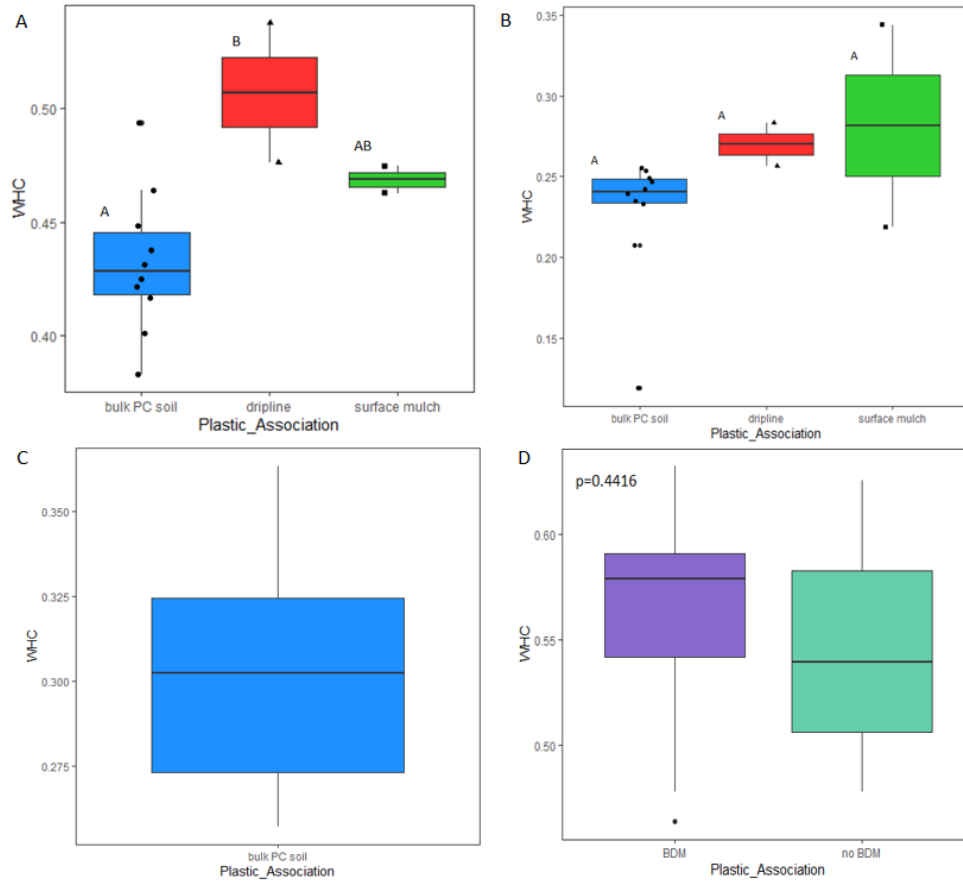 A
WHC
0.50
0.45
0.40
A
B
AB
bulk PC soil dripline surface mulch
Plastic_Association
B
WHC
0.35
0.30
0.25
0.20
0.15
A
A
A
bulk PC soil dripline surface mulch
Plastic_Association
C
WHC
0.350
0.325
0.300
0.275
bulk PC soil
Plastic_Association
D
p=0.4416
WHC
0.60
0.55
0.50
BDM no BDM
Plastic_Association